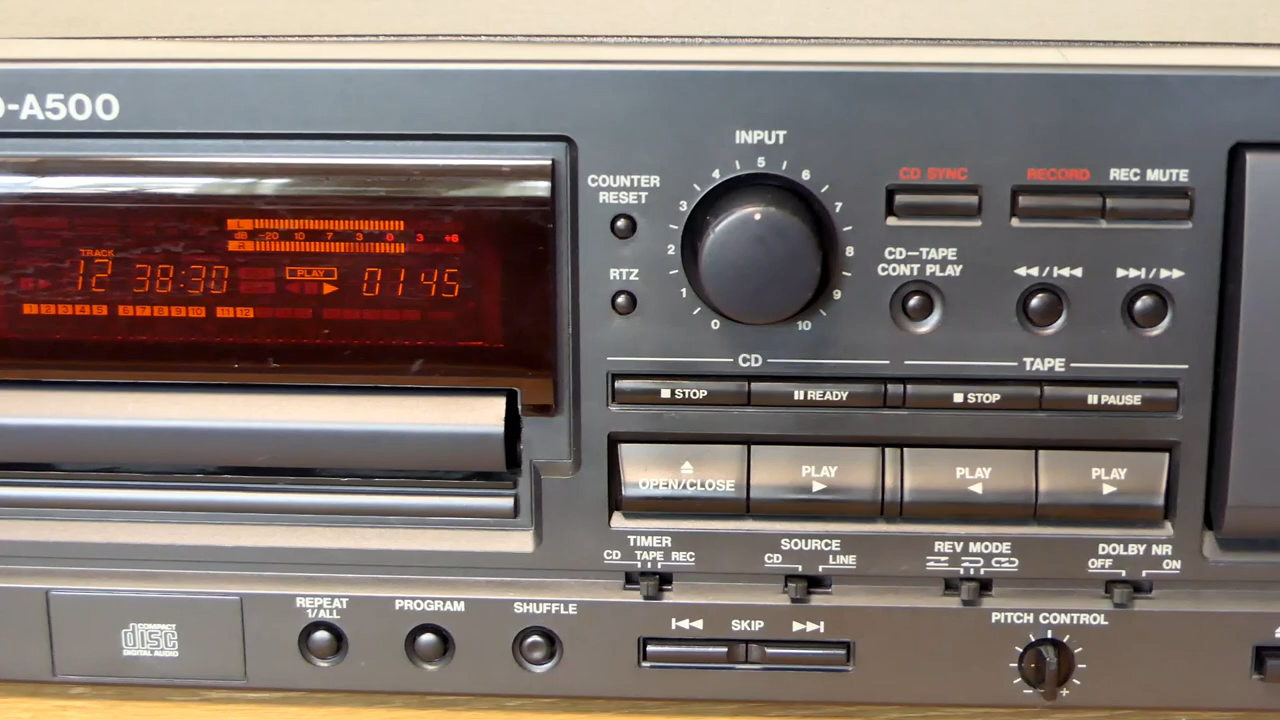 -A500
INPUT
0 1 2 3 4 5 6 7 8 9 10
COUNTER
RESET
RTZ
CD SYNC
RECORD
REC MUTE
CD-TAPE
CONT PLAY
◀◀/I◀◀
▶▶I/▶▶
L
dB -20 10 7 3 0 3 +6
R
TRACK
12 38:30
PLAY
01 45
1 2 3 4 5 6 7 8 9 10 11 12
CD
TAPE
STOP
READY
STOP
PAUSE
OPEN/CLOSE
PLAY
PLAY
PLAY
TIMER
CD TAPE REC
SOURCE
CD LINE
REV MODE
DOLBY NR
OFF ON
COMPACT
disc
DIGITAL AUDIO
REPEAT
1/ALL
PROGRAM
SHUFFLE
SKIP
PITCH CONTROL
- +